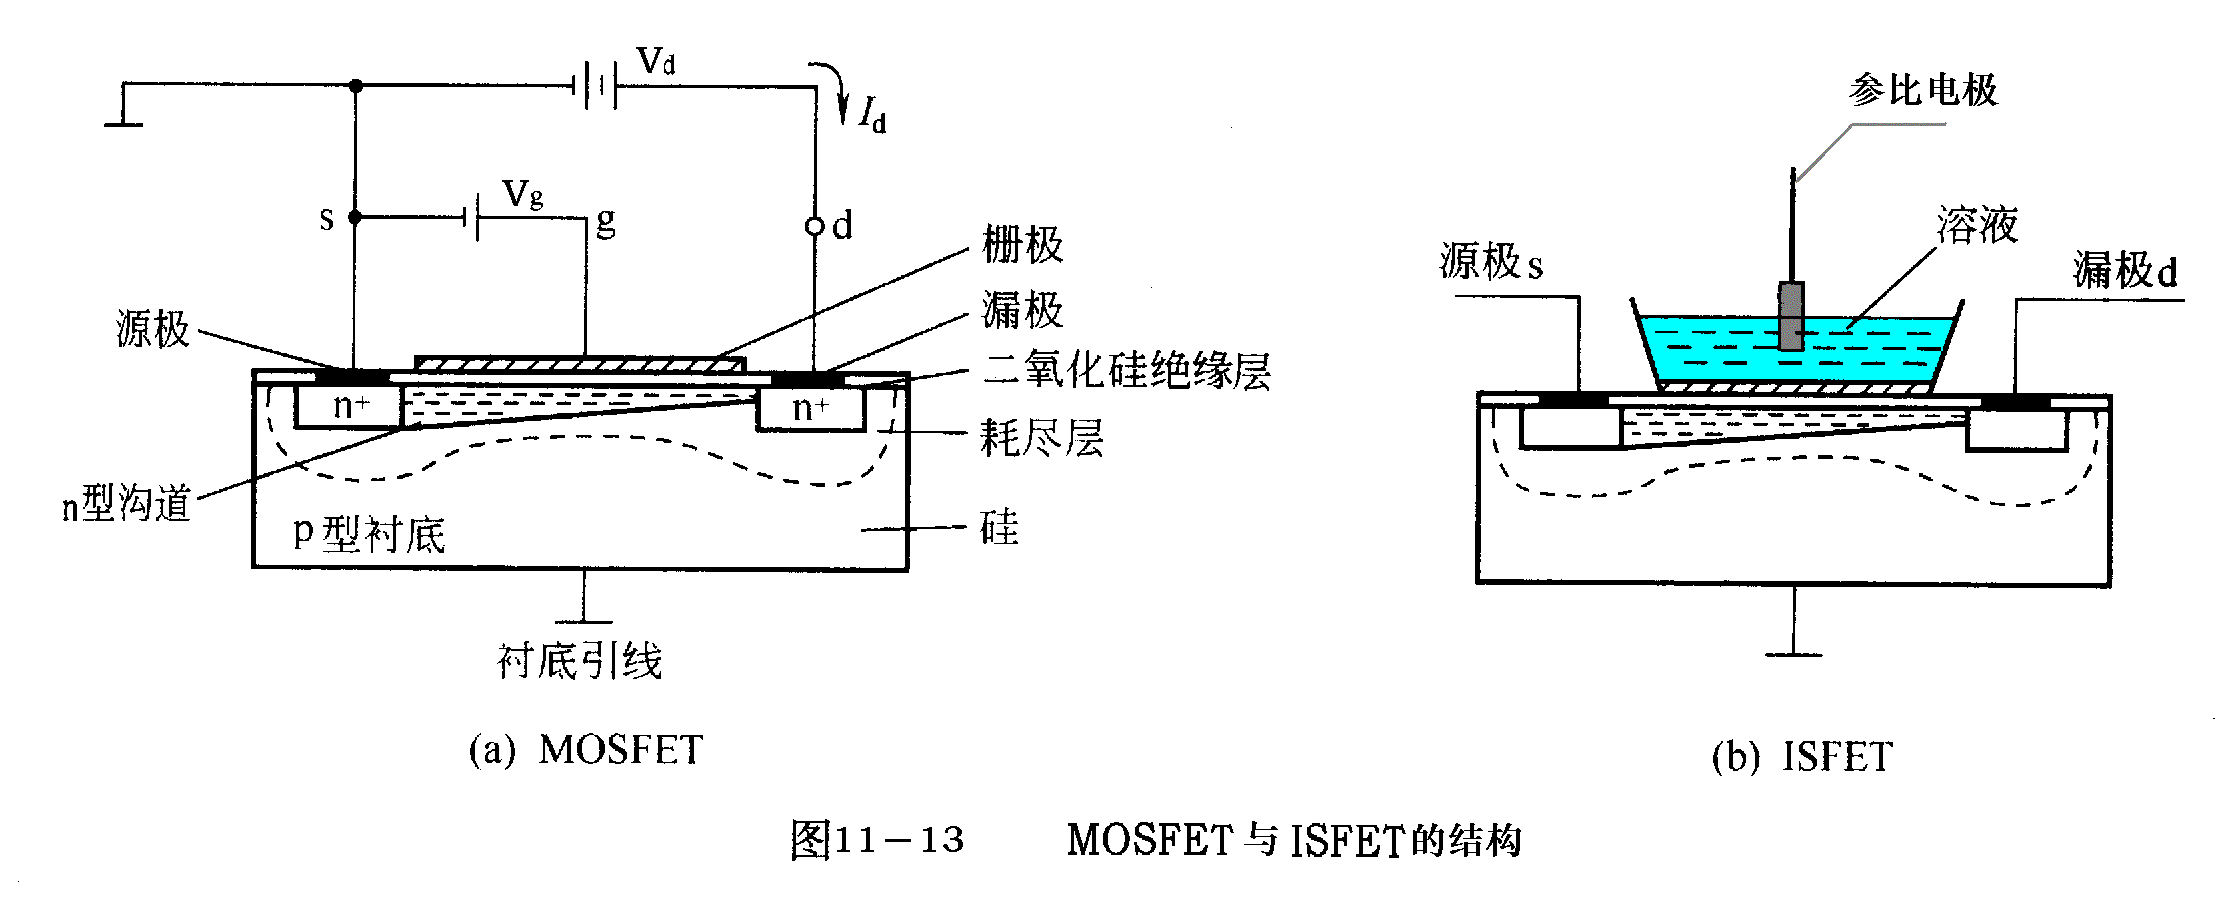 Vd
Id
Vg
s
g
d
栅极
漏极
源极
二氧化硅绝缘层
n+
n+
耗尽层
n型沟道
p型衬底
硅
衬底引线
(a) MOSFET
参比电极
溶液
源极s
漏极d
(b) ISFET
图11-13 MOSFET与ISFET的结构